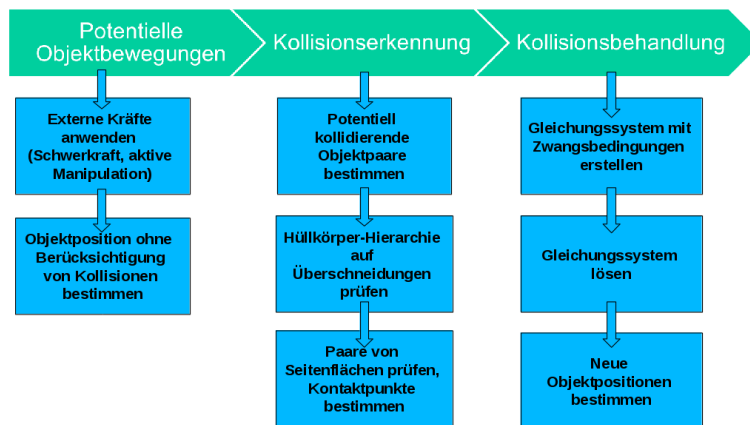 Potentielle
Objektbewegungen
Kollisionserkennung
Kollisionsbehandlung
Externe Kräfte
anwenden
(Schwerkraft, aktive
Manipulation)
Objektposition ohne
Berücksichtigung
von Kollisionen
bestimmen
Potentiell
kollidierende
Objektpaare
bestimmen
Hüllkörper-Hierarchie
auf
Überschneidungen
prüfen
Paare von
Seitenflächen prüfen,
Kontaktpunkte
bestimmen
Gleichungssystem mit
Zwangsbedingungen
erstellen
Gleichungssystem
lösen
Neue
Objektpositionen
bestimmen